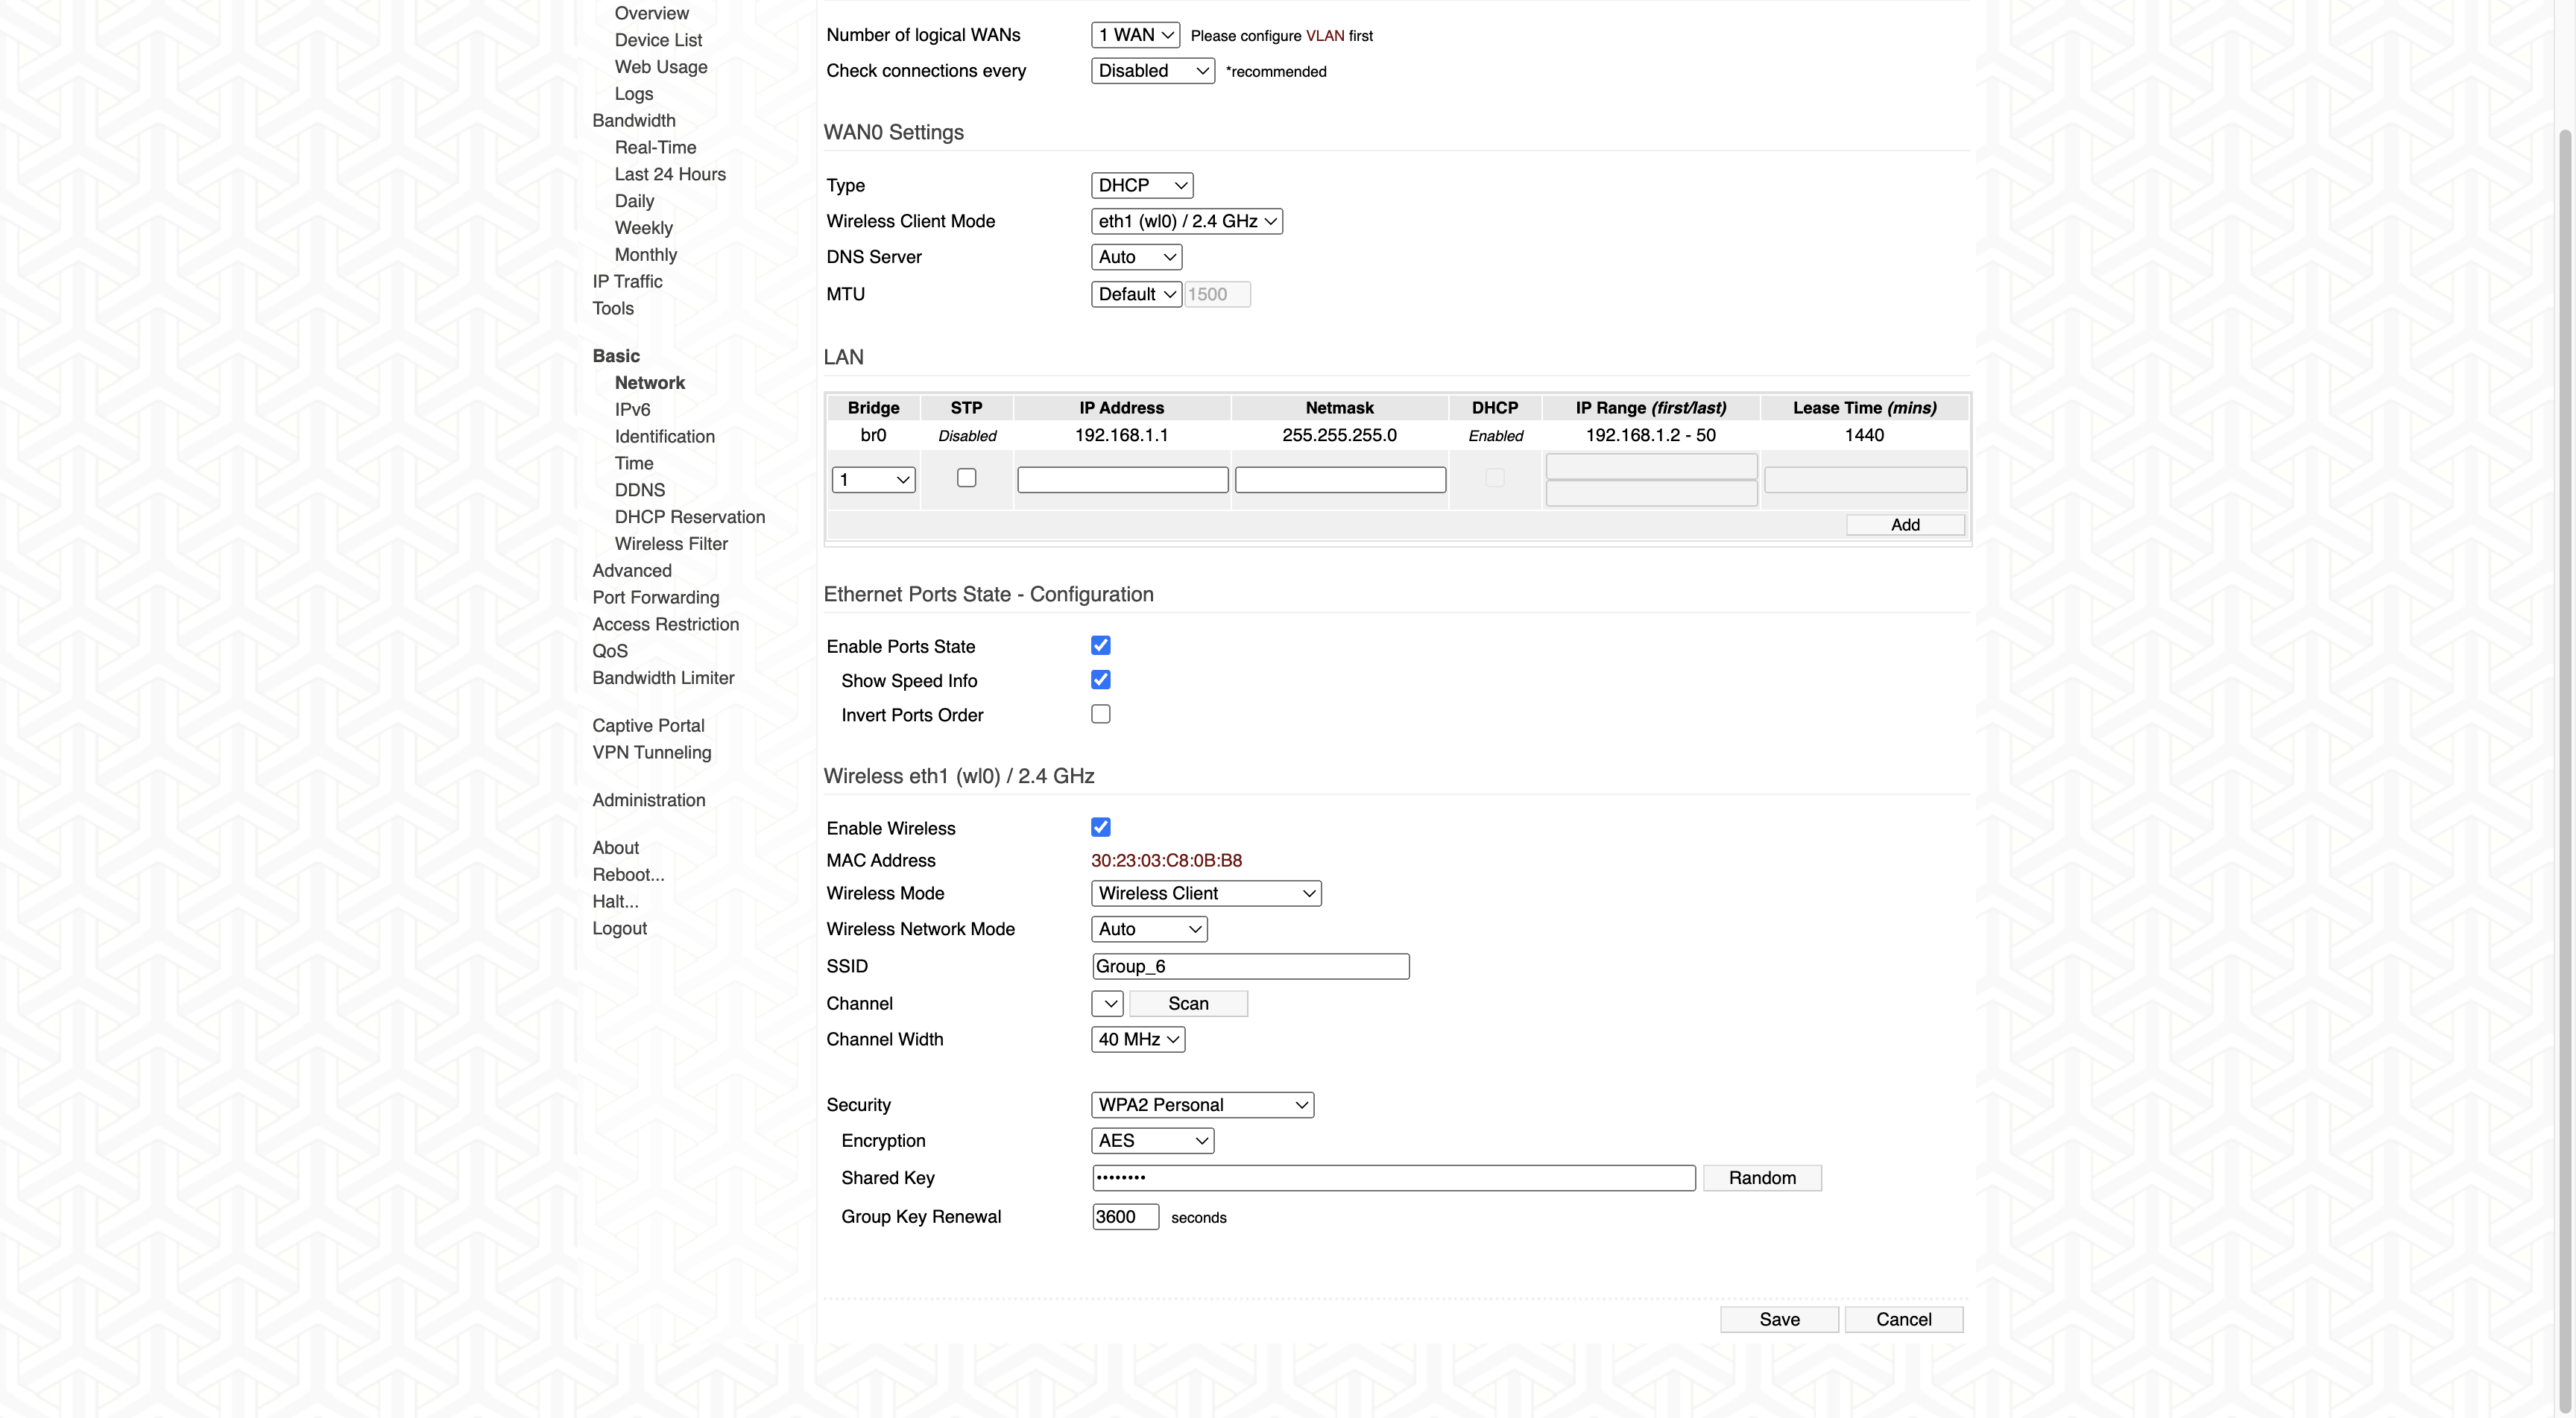 Overview
Device List
Web Usage
Logs
Bandwidth
Real-Time
Last 24 Hours
Daily
Weekly
Monthly
IP Traffic
Tools
Basic
Network
IPv6
Identification
Time
DDNS
DHCP Reservation
Wireless Filter
Advanced
Port Forwarding
Access Restriction
QoS
Bandwidth Limiter
Captive Portal
VPN Tunneling
Administration
About
Reboot...
Halt...
Logout
Number of logical WANs 1 WAN Please configure VLAN first
Check connections every Disabled *recommended
WAN0 Settings
Type DHCP
Wireless Client Mode eth1 (wl0) / 2.4 GHz
DNS Server Auto
MTU Default 1500
LAN
Bridge STP IP Address Netmask DHCP IP Range (first/last) Lease Time (mins)
br0 Disabled 192.168.1.1 255.255.255.0 Enabled 192.168.1.2 - 50 1440
1
Add
Ethernet Ports State - Configuration
Enable Ports State
Show Speed Info
Invert Ports Order
Wireless eth1 (wl0) / 2.4 GHz
Enable Wireless
MAC Address 30:23:03:C8:0B:B8
Wireless Mode Wireless Client
Wireless Network Mode Auto
SSID Group_6
Channel Scan
Channel Width 40 MHz
Security WPA2 Personal
Encryption AES
Shared Key •••••••• Random
Group Key Renewal 3600 seconds
Save Cancel